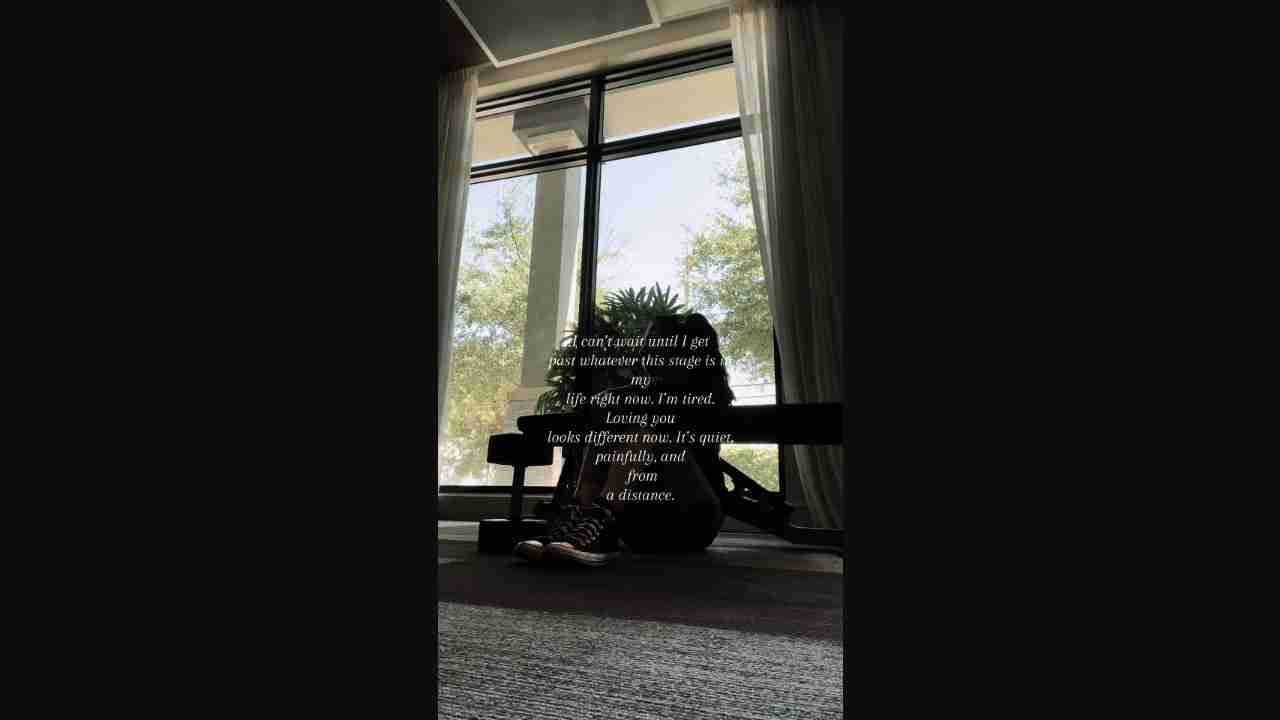 I can't wait until I get
past whatever this stage is in
my
life right now. I'm tired.
Loving you
looks different now. It's quiet,
painfully, and
from
a distance.